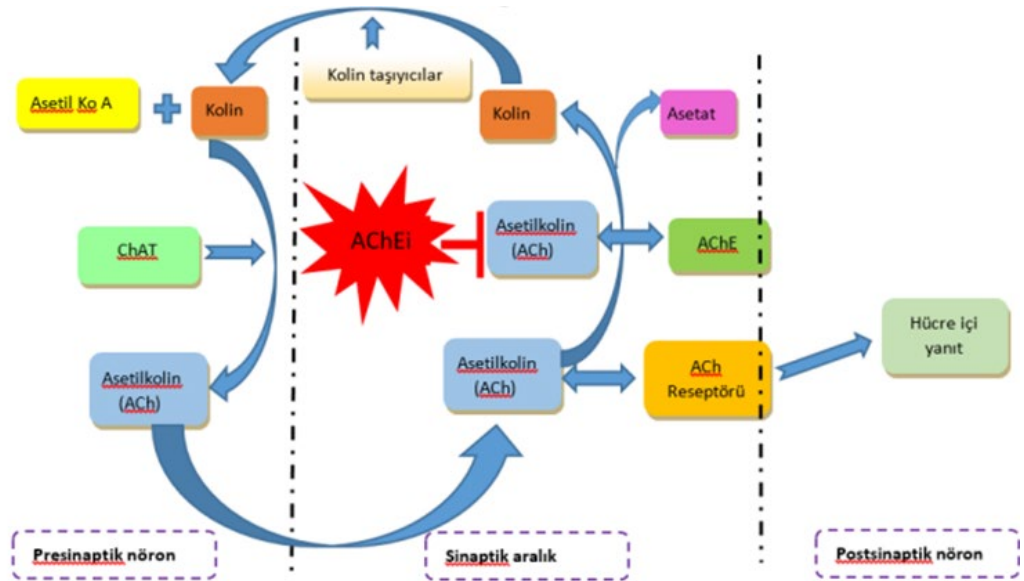 Kolin taşıyıcılar
Asetil Ko A
Kolin
Kolin
Asetat
ChAT
AChEi
Asetilkolin
(ACh)
AChE
Asetilkolin
(ACh)
Asetilkolin
(ACh)
ACh
Reseptörü
Hücre içi
yanıt
Presinaptik nöron
Sinaptik aralık
Postsinaptik nöron